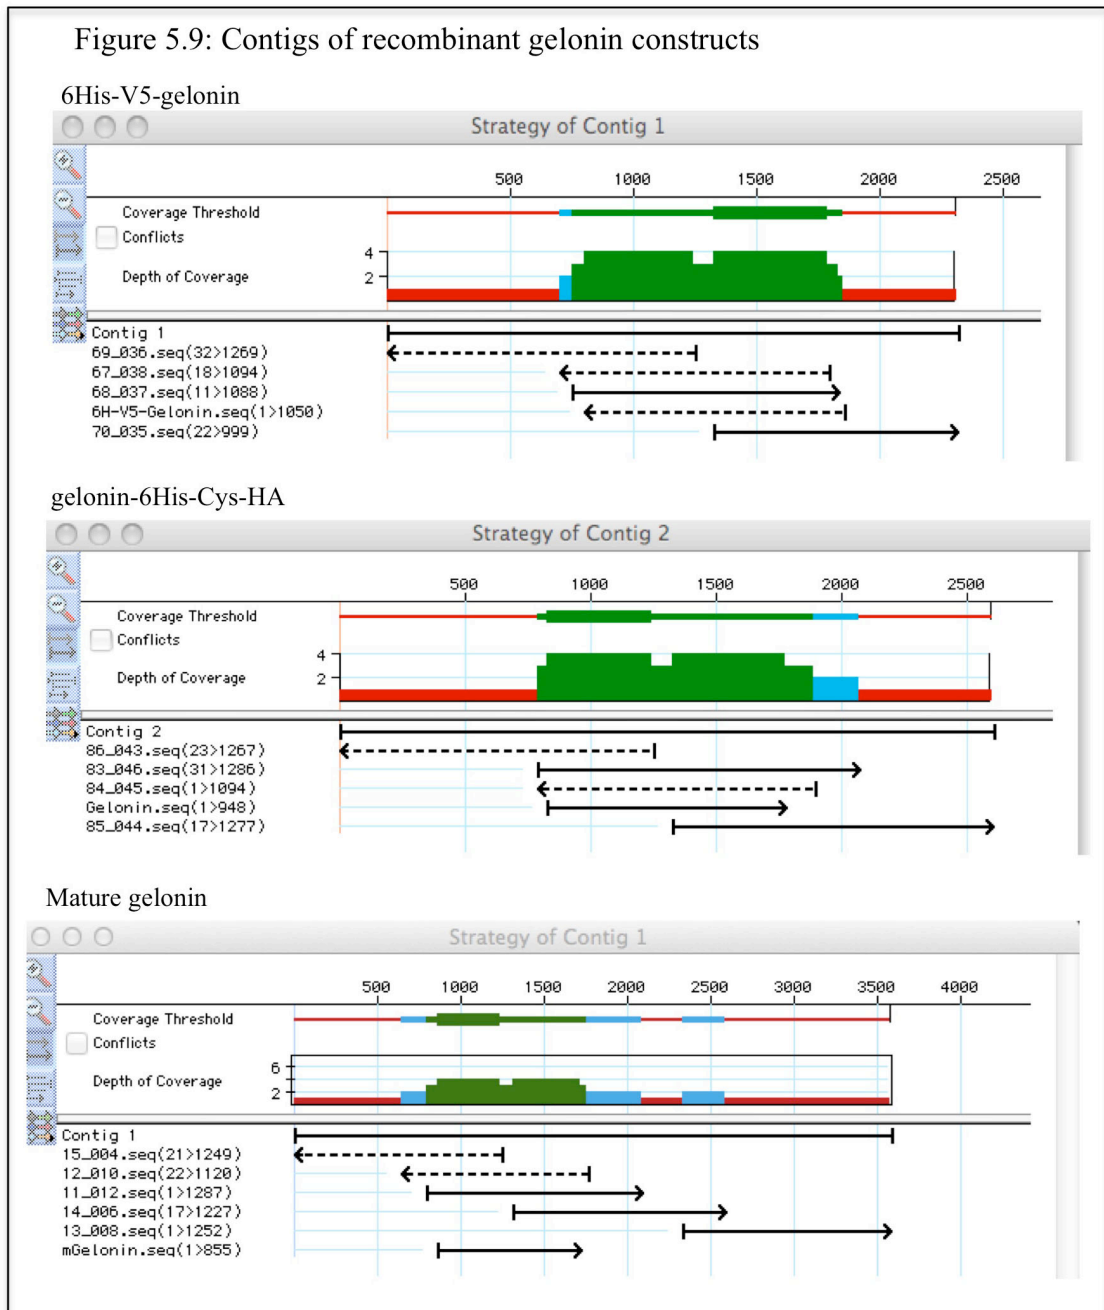 Figure 5.9: Contigs of recombinant gelonin constructs
6His-V5-gelonin
Strategy of Contig 1
500 1000 1500 2000 2500
Coverage Threshold
Conflicts
4
Depth of Coverage
2
Contig 1
69_036.seq(32>1269)
67_038.seq(18>1094)
68_037.seq(11>1088)
6H-V5-Gelonin.seq(1>1050)
70_035.seq(22>999)
gelonin-6His-Cys-HA
Strategy of Contig 2
500 1000 1500 2000 2500
Coverage Threshold
Conflicts
4
Depth of Coverage
2
Contig 2
86_043.seq(23>1267)
83_046.seq(31>1286)
84_045.seq(1>1094)
Gelonin.seq(1>948)
85_044.seq(17>1277)
Mature gelonin
Strategy of Contig 1
500 1000 1500 2000 2500 3000 3500 4000
Coverage Threshold
Conflicts
6
Depth of Coverage
2
Contig 1
15_004.seq(21>1249)
12_010.seq(22>1120)
11_012.seq(1>1287)
14_006.seq(17>1227)
13_008.seq(1>1252)
mGelonin.seq(1>855)